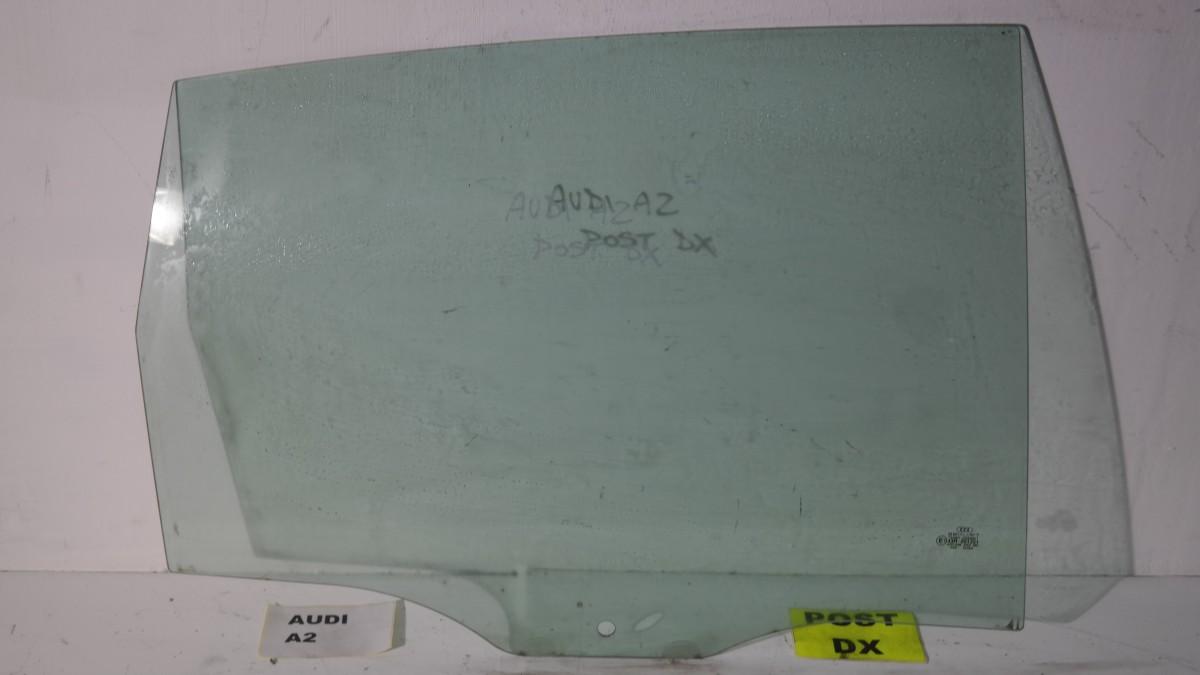 AUDI A2
POST DX
AUDI
A2
POST
DX